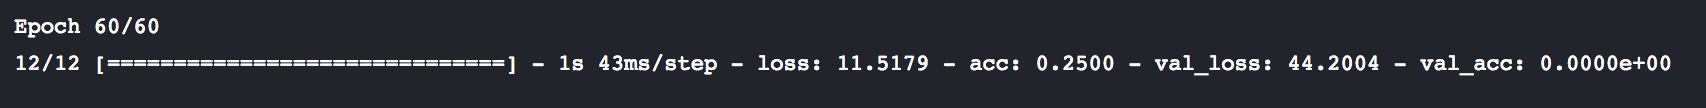 Epoch 60/60
12/12 [==============================] - 1s 43ms/step - loss: 11.5179 - acc: 0.2500 - val_loss: 44.2004 - val_acc: 0.0000e+00